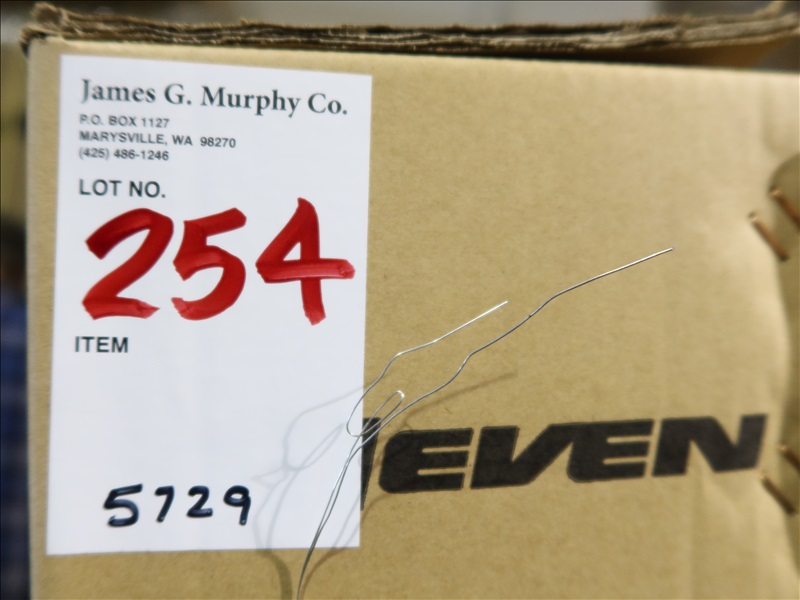 James G. Murphy Co.
P.O. BOX 1127
MARYSVILLE, WA 98270
(425) 486-1246
LOT NO.
254
ITEM
5729
EVEN